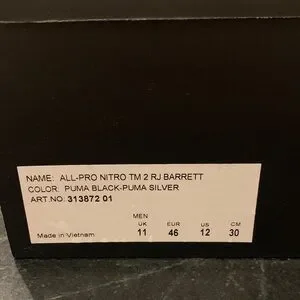 NAME: ALL-PRO NITRO TM 2 RJ BARRETT
COLOR: PUMA BLACK-PUMA SILVER
ART.NO: 313872 01
MEN
UK EUR US CM
Made in Vietnam 11 46 12 30